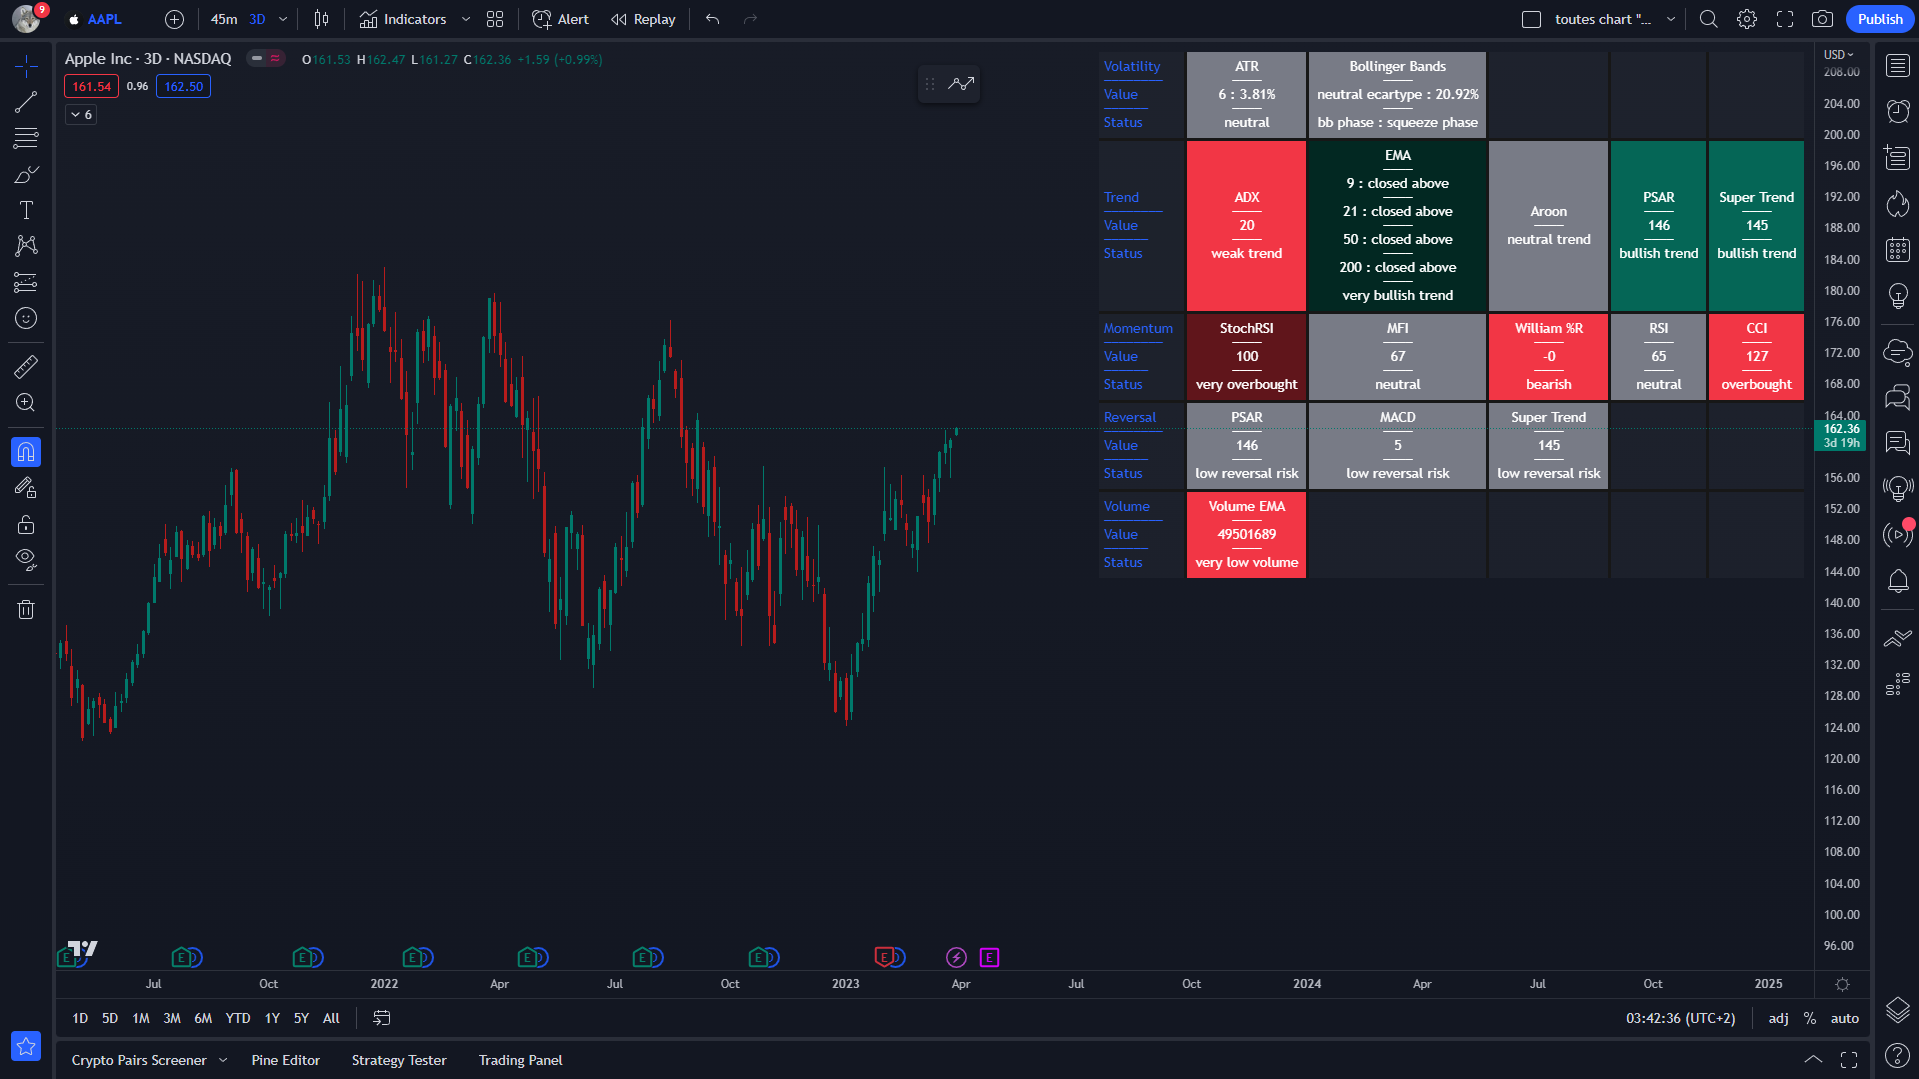 9
AAPL
45m 3D
Indicators
Alert
Replay
toutes chart "...
Publish
Apple Inc · 3D · NASDAQ
O161.53 H162.47 L161.27 C162.36 +1.59 (+0.99%)
161.54 0.96 162.50
6
Volatility
Value
Status
ATR
6 : 3.81%
neutral
Bollinger Bands
neutral ecartype : 20.92%
bb phase : squeeze phase
Trend
Value
Status
ADX
20
weak trend
EMA
9 : closed above
21 : closed above
50 : closed above
200 : closed above
very bullish trend
Aroon
neutral trend
PSAR
146
bullish trend
Super Trend
145
bullish trend
Momentum
Value
Status
StochRSI
100
very overbought
MFI
67
neutral
William %R
-0
bearish
RSI
65
neutral
CCI
127
overbought
Reversal
Value
Status
PSAR
146
low reversal risk
MACD
5
low reversal risk
Super Trend
145
low reversal risk
Volume
Value
Status
Volume EMA
49501689
very low volume
USD
208.00
204.00
200.00
196.00
192.00
188.00
184.00
180.00
176.00
172.00
168.00
164.00
162.36
3d 19h
156.00
152.00
148.00
144.00
140.00
136.00
132.00
128.00
124.00
120.00
116.00
112.00
108.00
104.00
100.00
96.00
E E D E D E D E D E D E D E D E
Jul Oct 2022 Apr Jul Oct 2023 Apr Jul Oct 2024 Apr Jul Oct 2025
1D 5D 1M 3M 6M YTD 1Y 5Y All
03:42:36 (UTC+2) adj % auto
Crypto Pairs Screener Pine Editor Strategy Tester Trading Panel